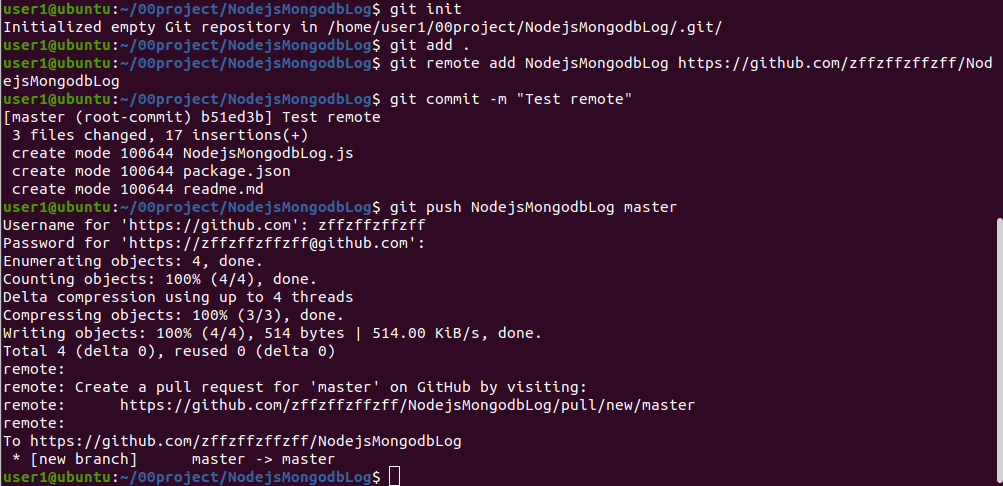 user1@ubuntu:~/00project/NodejsMongodbLog$ git init
Initialized empty Git repository in /home/user1/00project/NodejsMongodbLog/.git/
user1@ubuntu:~/00project/NodejsMongodbLog$ git add .
user1@ubuntu:~/00project/NodejsMongodbLog$ git remote add NodejsMongodbLog https://github.com/zffzffzffzff/Nod
ejsMongodbLog
user1@ubuntu:~/00project/NodejsMongodbLog$ git commit -m "Test remote"
[master (root-commit) b51ed3b] Test remote
 3 files changed, 17 insertions(+)
 create mode 100644 NodejsMongodbLog.js
 create mode 100644 package.json
 create mode 100644 readme.md
user1@ubuntu:~/00project/NodejsMongodbLog$ git push NodejsMongodbLog master
Username for 'https://github.com': zffzffzffzff
Password for 'https://zffzffzffzff@github.com':
Enumerating objects: 4, done.
Counting objects: 100% (4/4), done.
Delta compression using up to 4 threads
Compressing objects: 100% (3/3), done.
Writing objects: 100% (4/4), 514 bytes | 514.00 KiB/s, done.
Total 4 (delta 0), reused 0 (delta 0)
remote:
remote: Create a pull request for 'master' on GitHub by visiting:
remote:      https://github.com/zffzffzffzff/NodejsMongodbLog/pull/new/master
remote:
To https://github.com/zffzffzffzff/NodejsMongodbLog
 * [new branch]      master -> master
user1@ubuntu:~/00project/NodejsMongodbLog$